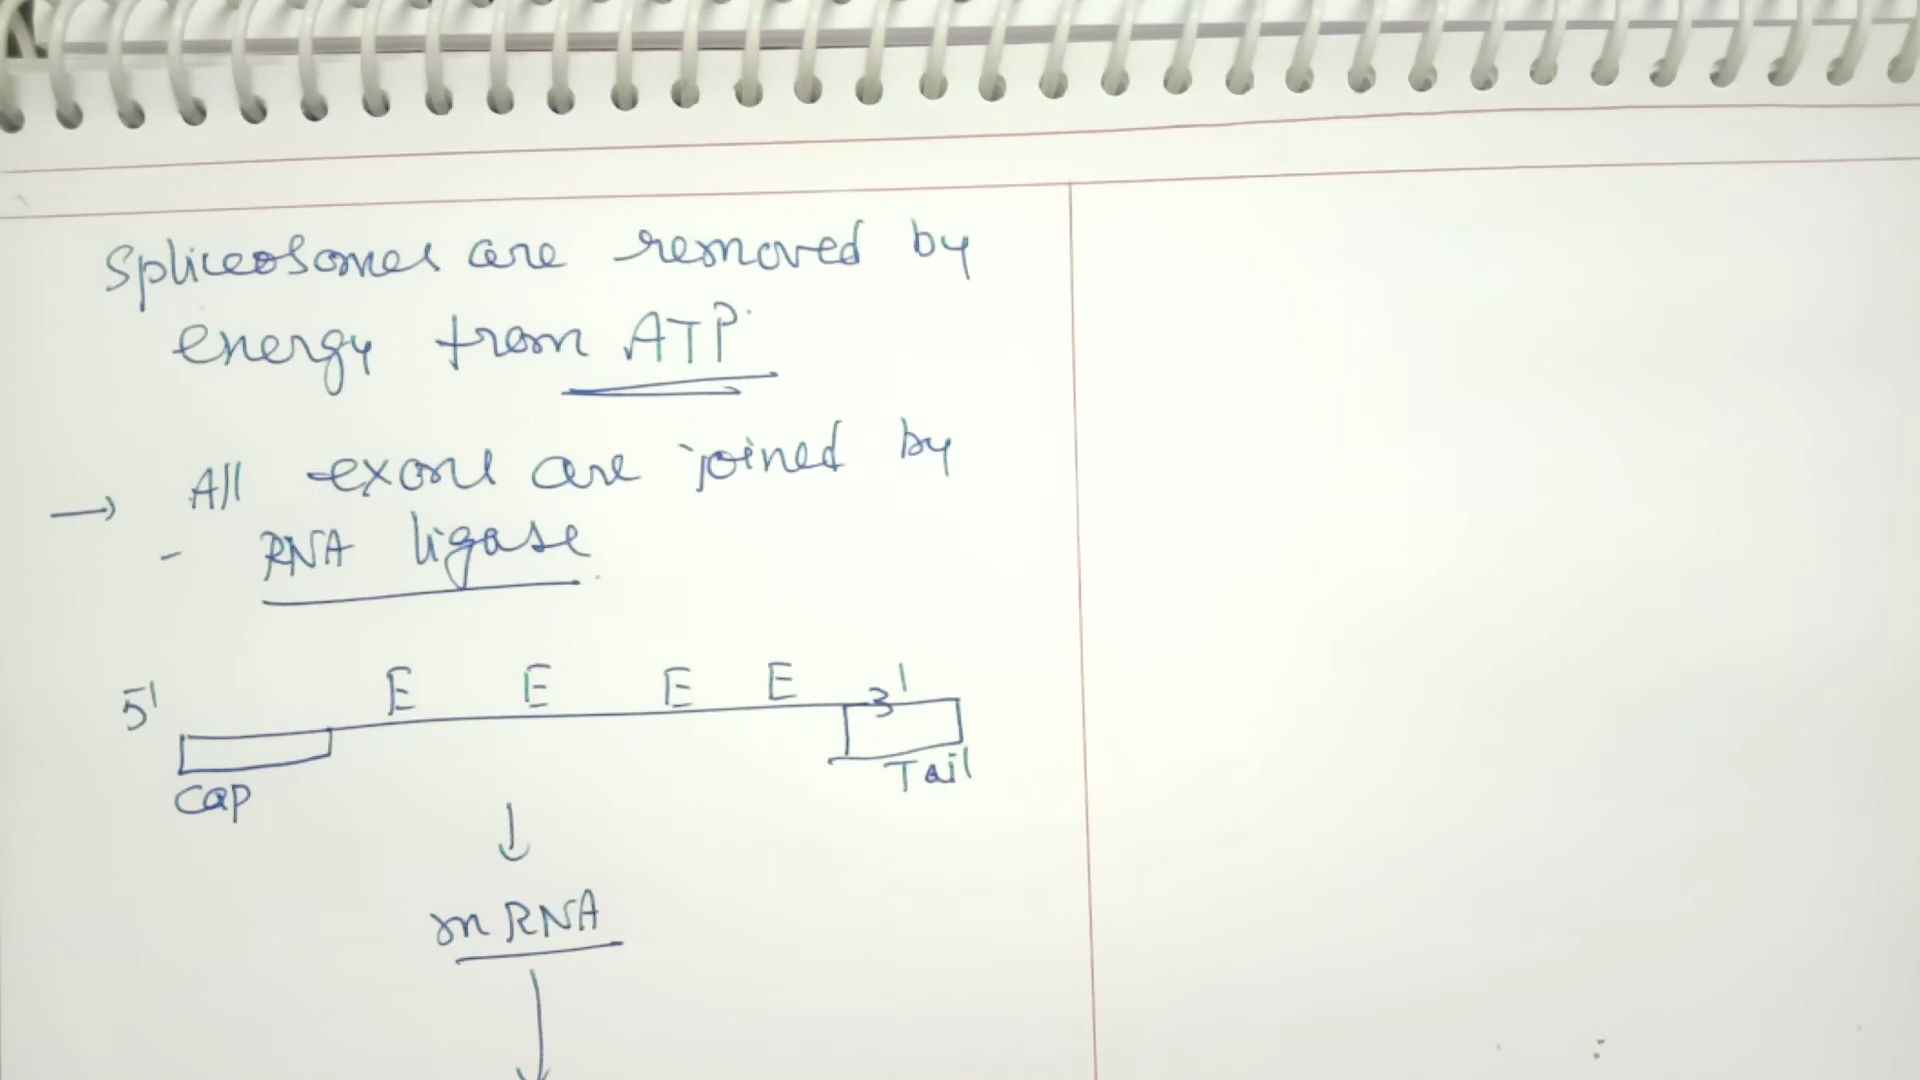 Spliceosomes are removed by
energy from ATP.
→ All exons are joined by
- RNA ligase.
5' E E E E 3'
Cap Tail
↓
mRNA
↓